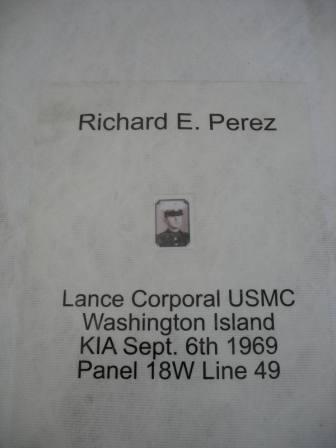 Richard E. Perez
Lance Corporal USMC
Washington Island
KIA Sept. 6th 1969
Panel 18W Line 49